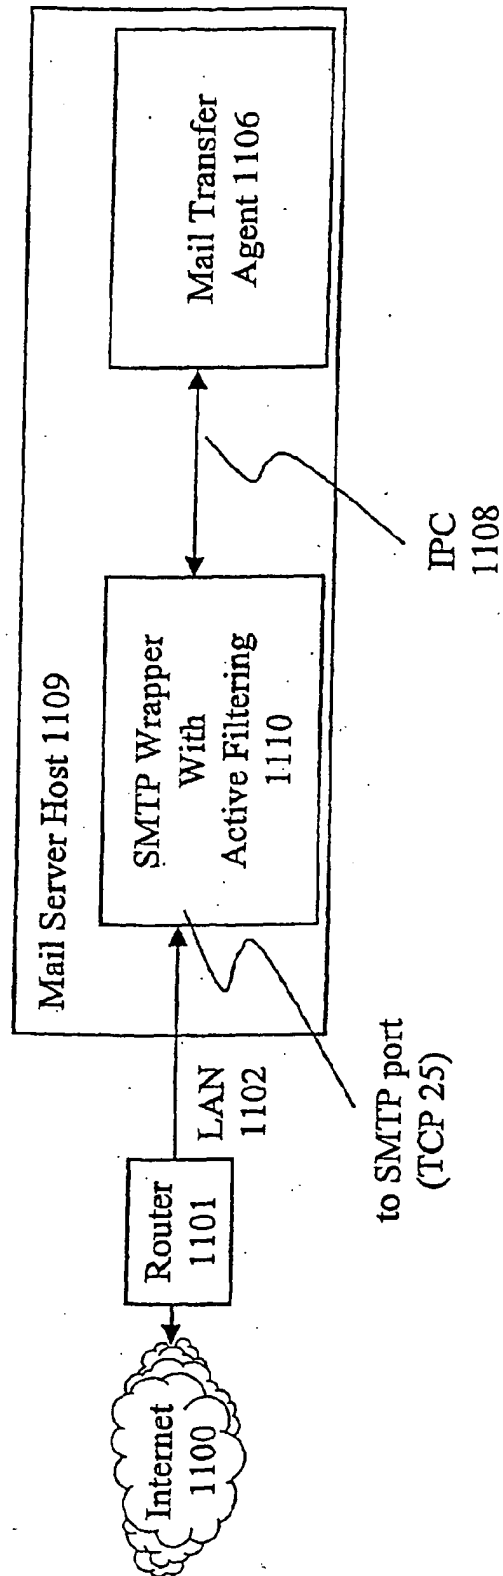 Mail Server Host 1109
Internet
1100
Router
1101
LAN
1102
SMTP Wrapper
With
Active Filtering
1110
Mail Transfer
Agent 1106
to SMTP port
(TCP 25)
IPC
1108